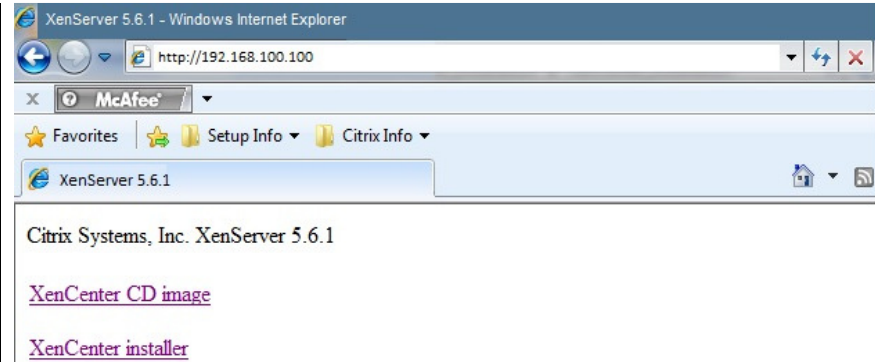 XenServer 5.6.1 - Windows Internet Explorer
http://192.168.100.100
X McAfee
Favorites Setup Info Citrix Info
XenServer 5.6.1
Citrix Systems, Inc. XenServer 5.6.1
XenCenter CD image
XenCenter installer